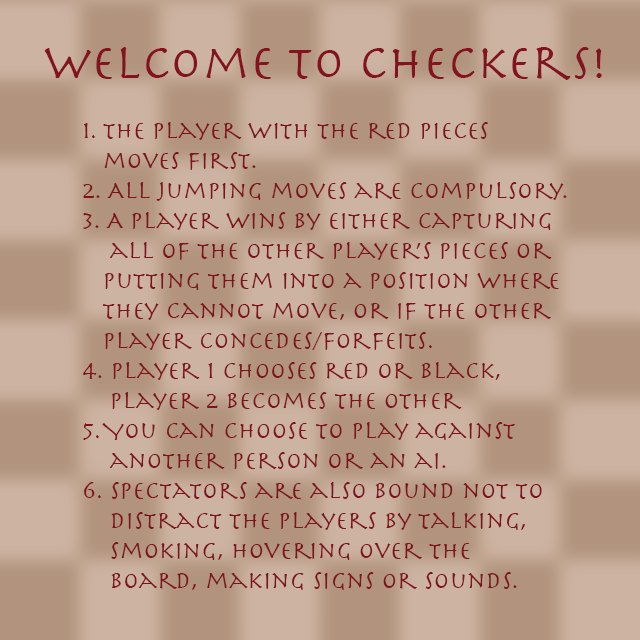 Welcome to Checkers!
1. The player with the red pieces
moves first.
2. All jumping moves are compulsory.
3. A player wins by either capturing
all of the other player's pieces or
putting them into a position where
they cannot move, or if the other
player concedes/forfeits.
4. Player 1 chooses red or black,
Player 2 becomes the other
5. You can choose to play against
another person or an ai.
6. Spectators are also bound not to
distract the players by talking,
smoking, hovering over the
board, making signs or sounds.